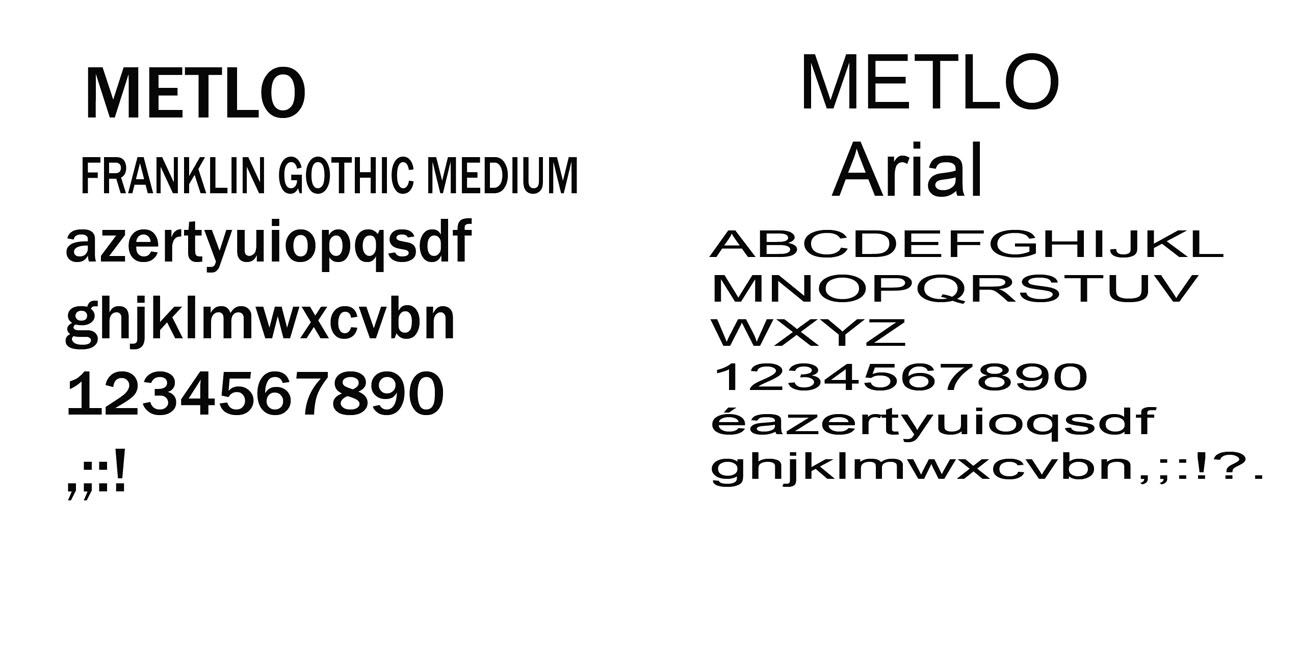 METLO
FRANKLIN GOTHIC MEDIUM
azertyuiopqsdf
ghjklmwxcvbn
1234567890
,;:!
METLO
Arial
ABCDEFGHIJKL
MNOPQRSTUV
WXYZ
1234567890
éazertyuioqsdf
ghjklmwxcvbn,;:!?.